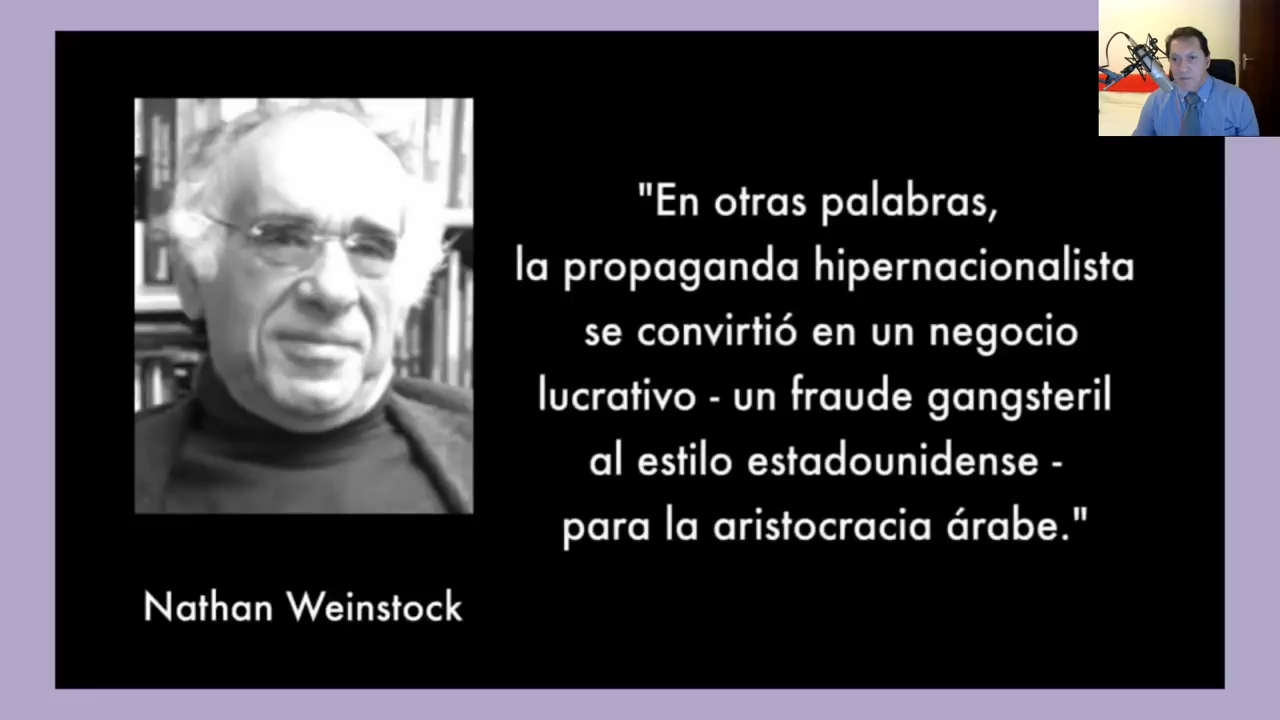 "En otras palabras,
la propaganda hipernacionalista
se convirtió en un negocio
lucrativo - un fraude gangsteril
al estilo estadounidense -
para la aristocracia árabe."
Nathan Weinstock